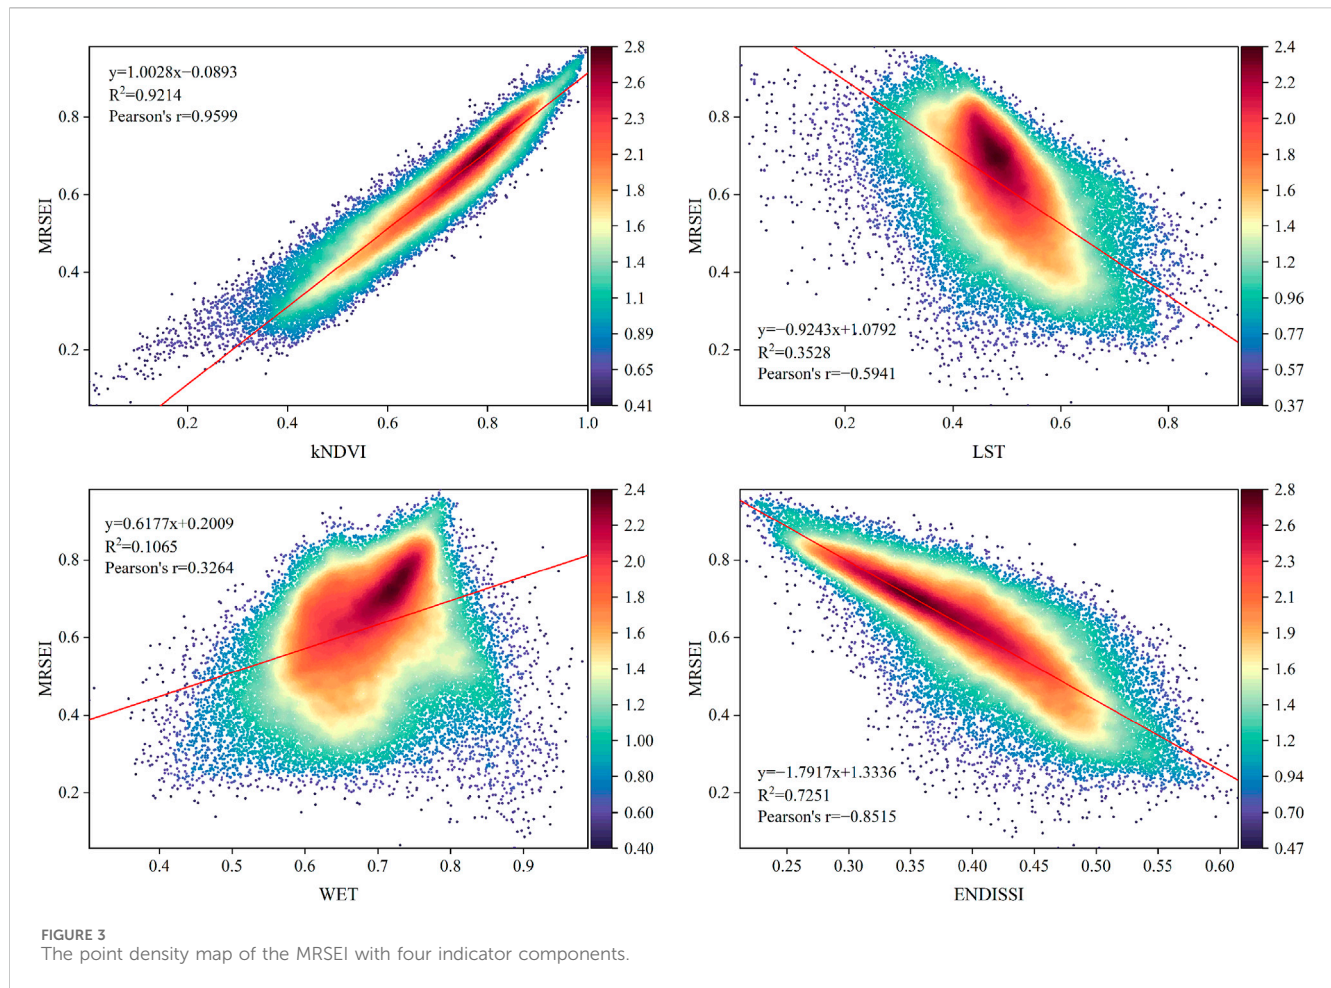 y=1.0028x−0.0893
R²=0.9214
Pearson's r=0.9599
MRSEI
0.8
0.6
0.4
0.2
0.2 0.4 0.6 0.8 1.0
kNDVI
2.8
2.6
2.4
2.3
2.1
1.8
1.6
1.4
1.1
0.89
0.65
0.41
y=−0.9243x+1.0792
R²=0.3528
Pearson's r=−0.5941
MRSEI
0.8
0.6
0.4
0.2
0.2 0.4 0.6 0.8
LST
2.4
2.2
2.1
2.0
1.8
1.6
1.4
1.2
0.96
0.77
0.57
0.37
y=0.6177x+0.2009
R²=0.1065
Pearson's r=0.3264
MRSEI
0.8
0.6
0.4
0.2
0.4 0.5 0.6 0.7 0.8 0.9
WET
2.4
2.2
2.0
1.8
1.6
1.4
1.2
1.00
0.80
0.60
0.40
y=−1.7917x+1.3336
R²=0.7251
Pearson's r=−0.8515
MRSEI
0.8
0.6
0.4
0.2
0.25 0.30 0.35 0.40 0.45 0.50 0.55 0.60
ENDISSI
2.8
2.6
2.4
2.3
2.1
1.9
1.6
1.4
1.2
0.94
0.70
0.47
FIGURE 3
The point density map of the MRSEI with four indicator components.